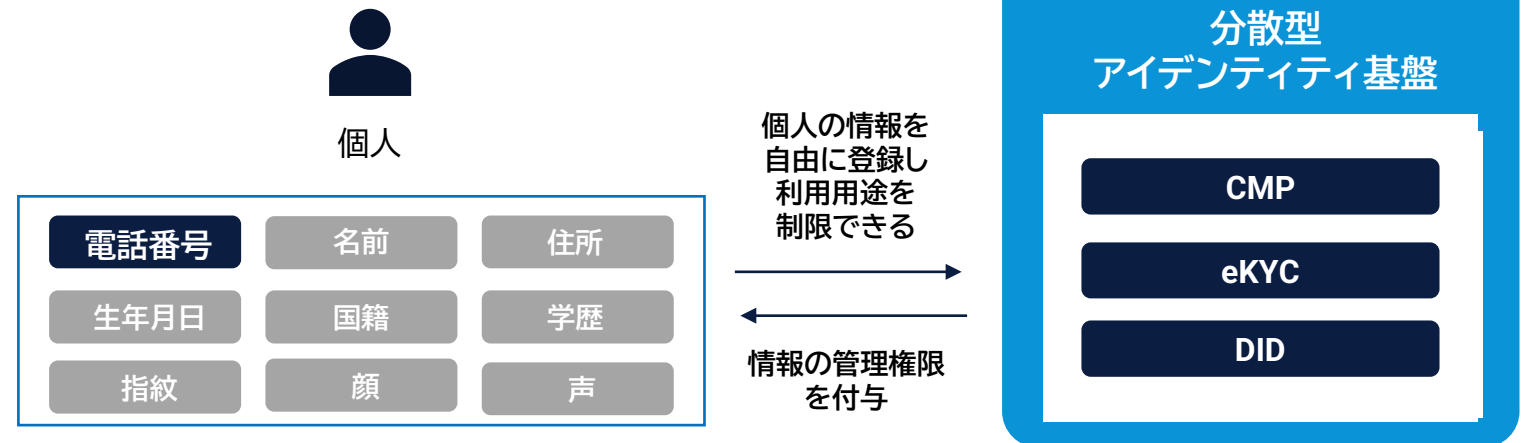 個人
電話番号
名前
住所
生年月日
国籍
学歴
指紋
顔
声
個人の情報を
自由に登録し
利用用途を
制限できる
情報の管理権限
を付与
分散型
アイデンティティ基盤
CMP
eKYC
DID